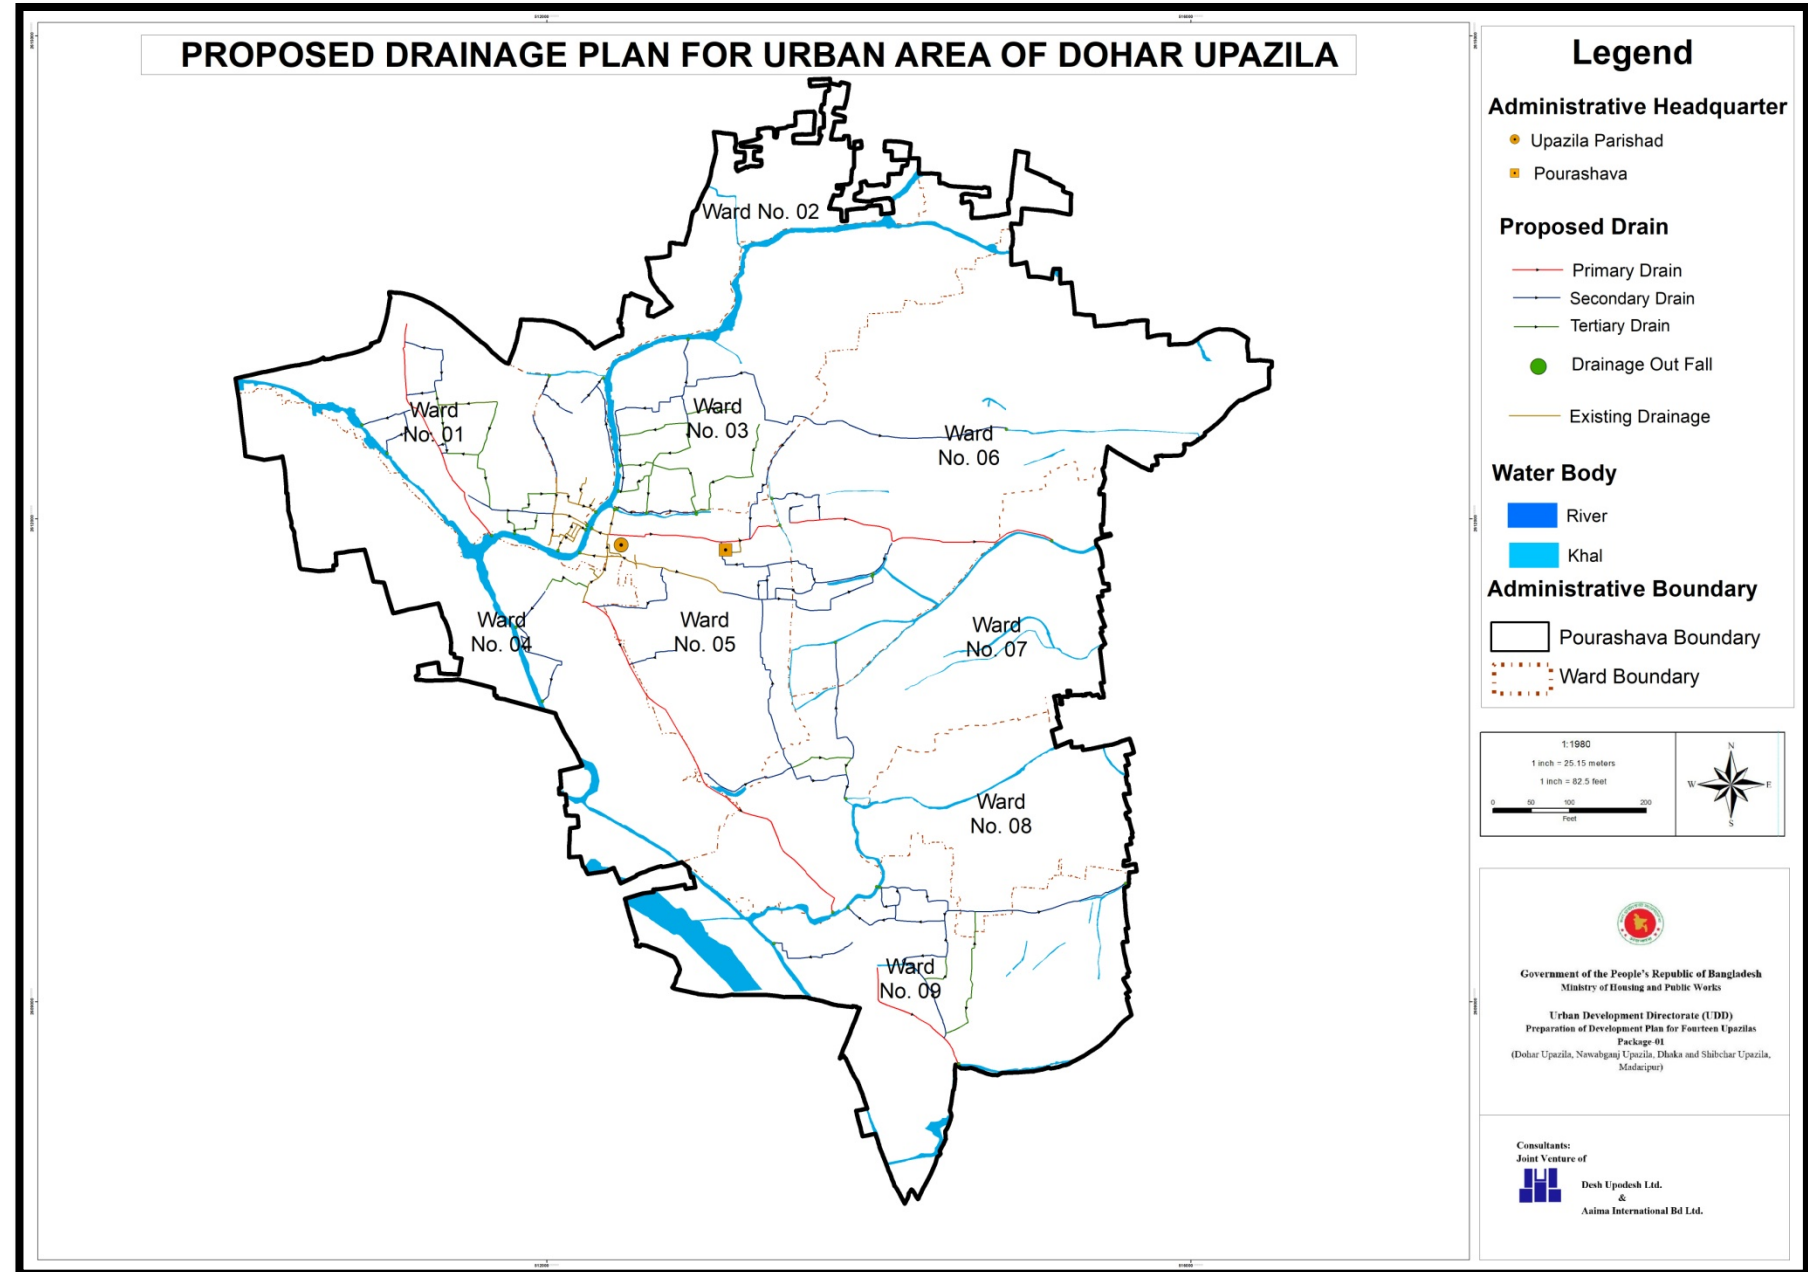 PROPOSED DRAINAGE PLAN FOR URBAN AREA OF DOHAR UPAZILA
Ward No. 02
Ward
No. 01
Ward
No. 03
Ward
No. 06
Ward
No. 04
Ward
No. 05
Ward
No. 07
Ward
No. 08
Ward
No. 09
Legend
Administrative Headquarter
Upazila Parishad
Pourashava
Proposed Drain
Primary Drain
Secondary Drain
Tertiary Drain
Drainage Out Fall
Existing Drainage
Water Body
River
Khal
Administrative Boundary
Pourashava Boundary
Ward Boundary
1:1980
1 inch = 25.15 meters
1 inch = 82.5 feet
0 50 100 200
Feet
N
W E
S
Government of the People's Republic of Bangladesh
Ministry of Housing and Public Works
Urban Development Directorate (UDD)
Preparation of Development Plan for Fourteen Upazilas
Package-01
(Dohar Upazila, Nawabganj Upazila, Dhaka and Shibchar Upazila,
Madaripur)
Consultants:
Joint Venture of
Desh Upodesh Ltd.
&
Aaima International Bd Ltd.